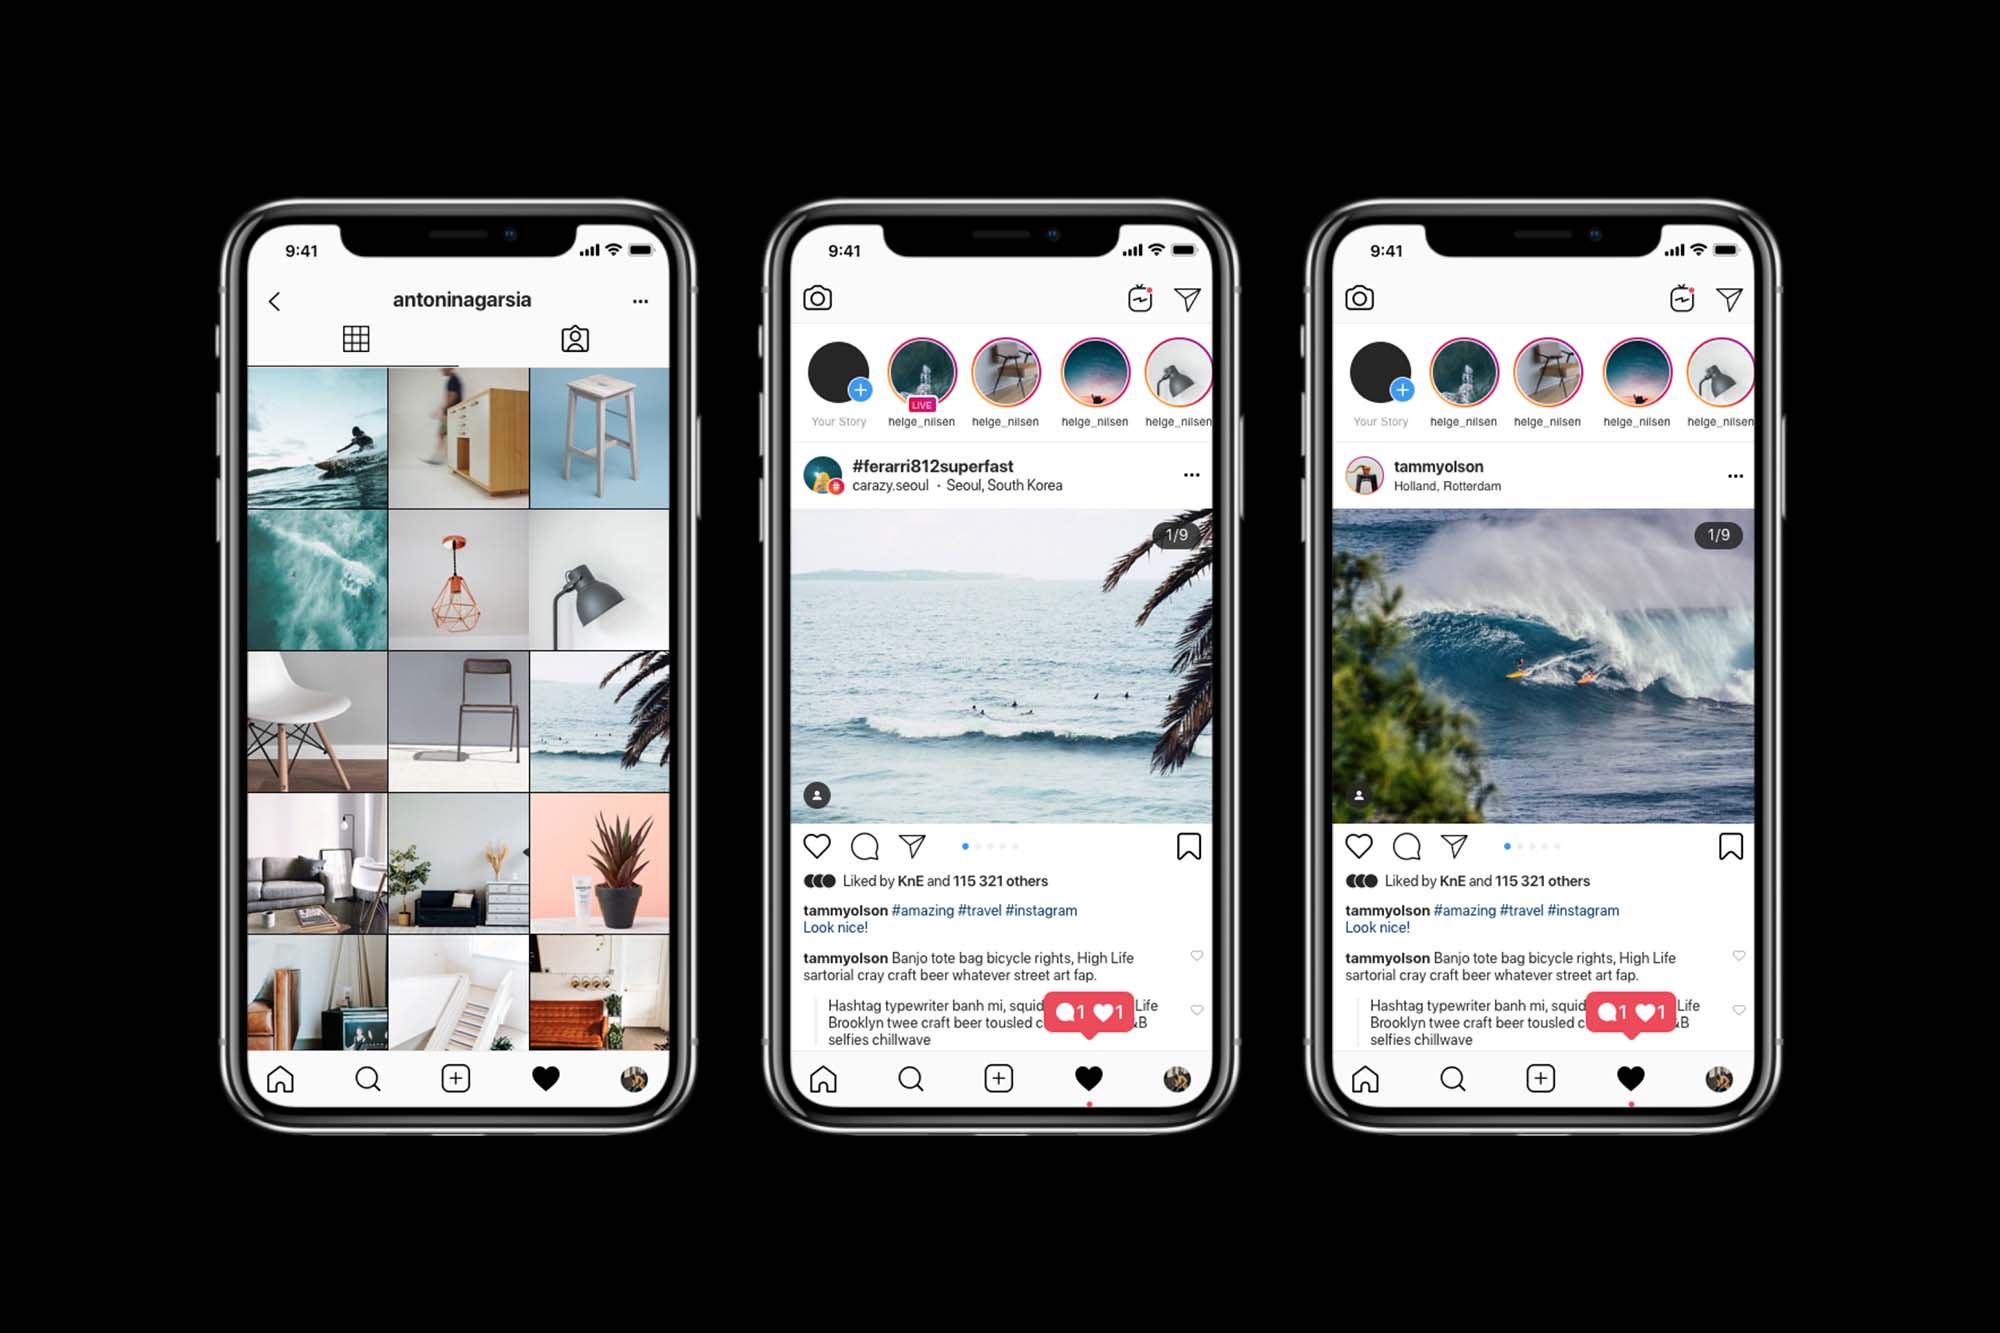 9:41
antoninagarsia
9:41
Your Story
LIVE
helge_nilsen
helge_nilsen
helge_nilsen
helge_nilsen
#ferarri812superfast
carazy.seoul · Seoul, South Korea
1/9
Liked by KnE and 115 321 others
tammyolson #amazing #travel #instagram
Look nice!
tammyolson Banjo tote bag bicycle rights, High Life
sartorial cray craft beer whatever street art fap.
Hashtag typewriter banh mi, squid Life
Brooklyn twee craft beer tousled c &B
selfies chillwave
1 1
9:41
Your Story
helge_nilsen
helge_nilsen
helge_nilsen
helge_nilsen
tammyolson
Holland, Rotterdam
1/9
Liked by KnE and 115 321 others
tammyolson #amazing #travel #instagram
Look nice!
tammyolson Banjo tote bag bicycle rights, High Life
sartorial cray craft beer whatever street art fap.
Hashtag typewriter banh mi, squid Life
Brooklyn twee craft beer tousled c &B
selfies chillwave
1 1